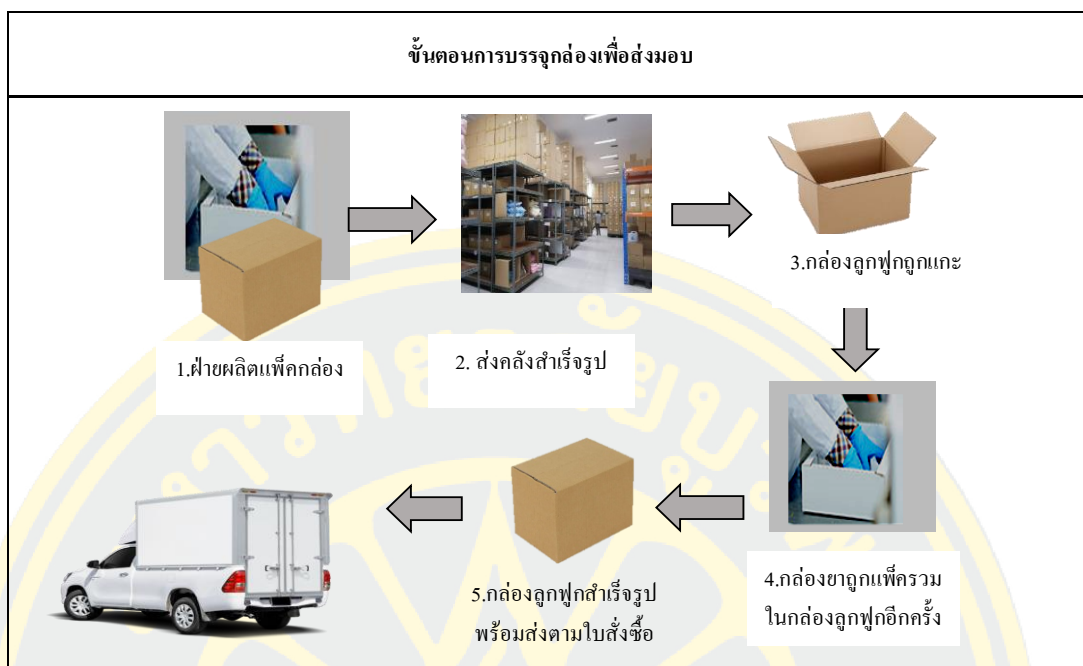 ขั้นตอนการบรรจุกล่องเพื่อส่งมอบ
1.ฝ่ายผลิตแพ็คกล่อง
2. ส่งคลังสำเร็จรูป
3.กล่องลูกฟูกถูกแกะ
4.กล่องยาถูกแพ็ครวม
ในกล่องลูกฟูกอีกครั้ง
5.กล่องลูกฟูกสำเร็จรูป
พร้อมส่งตามใบสั่งซื้อ